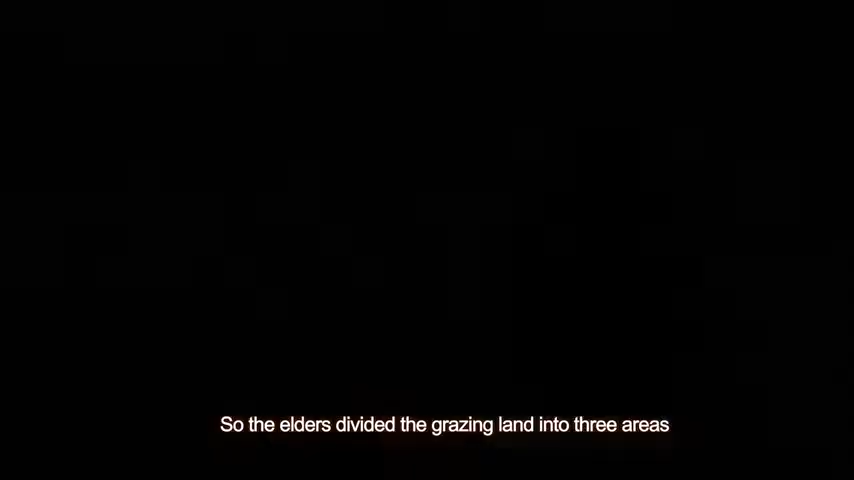 So the elders divided the grazing land into three areas